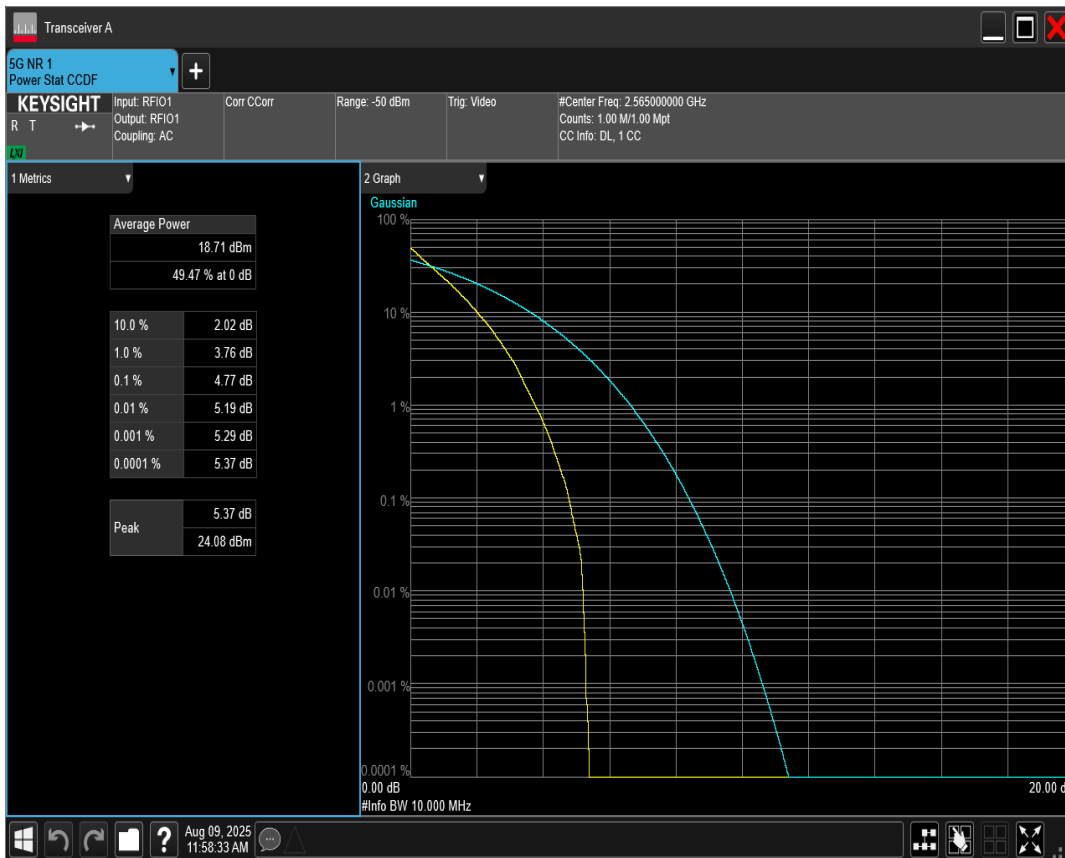 Transceiver A
5G NR 1
Power Stat CCDF
KEYSIGHT
R T
LXI
Input: RFIO1
Output: RFIO1
Coupling: AC
Corr CCorr
Range: -50 dBm
Trig: Video
#Center Freq: 2.565000000 GHz
Counts: 1.00 M/1.00 Mpt
CC Info: DL, 1 CC
1 Metrics
Average Power
18.71 dBm
49.47 % at 0 dB
10.0 % 2.02 dB
1.0 % 3.76 dB
0.1 % 4.77 dB
0.01 % 5.19 dB
0.001 % 5.29 dB
0.0001 % 5.37 dB
Peak
5.37 dB
24.08 dBm
2 Graph
Gaussian
100 %
10 %
1 %
0.1 %
0.01 %
0.001 %
0.0001 %
0.00 dB
20.00 d
#Info BW 10.000 MHz
Aug 09, 2025
11:58:33 AM